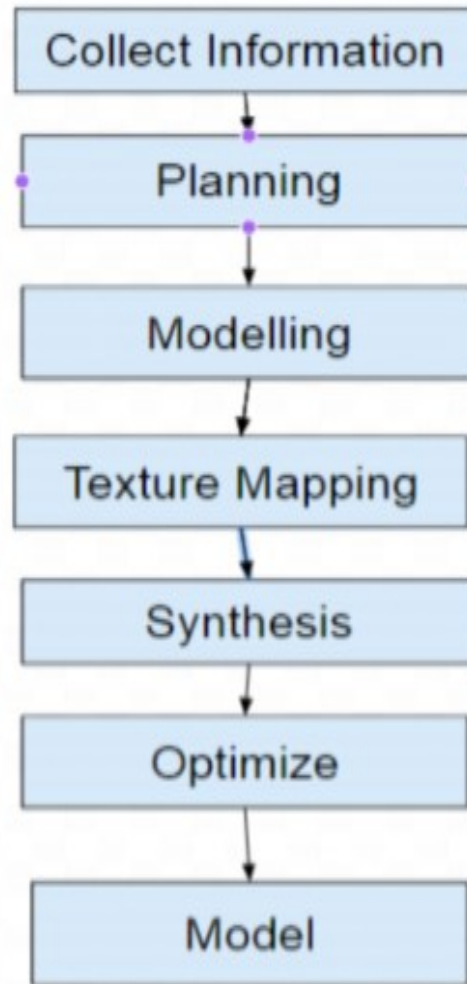 Collect Information
Planning
Modelling
Texture Mapping
Synthesis
Optimize
Model